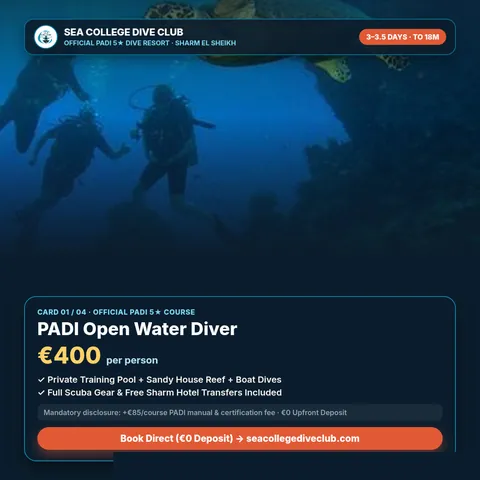 SEA COLLEGE DIVE CLUB
OFFICIAL PADI 5★ DIVE RESORT · SHARM EL SHEIKH
3–3.5 DAYS · TO 18M
CARD 01 / 04 · OFFICIAL PADI 5★ COURSE
PADI Open Water Diver
€400 per person
✓ Private Training Pool + Sandy House Reef + Boat Dives
✓ Full Scuba Gear & Free Sharm Hotel Transfers Included
Mandatory disclosure: +€85/course PADI manual & certification fee · €0 Upfront Deposit
Book Direct (€0 Deposit) → seacollegediveclub.com